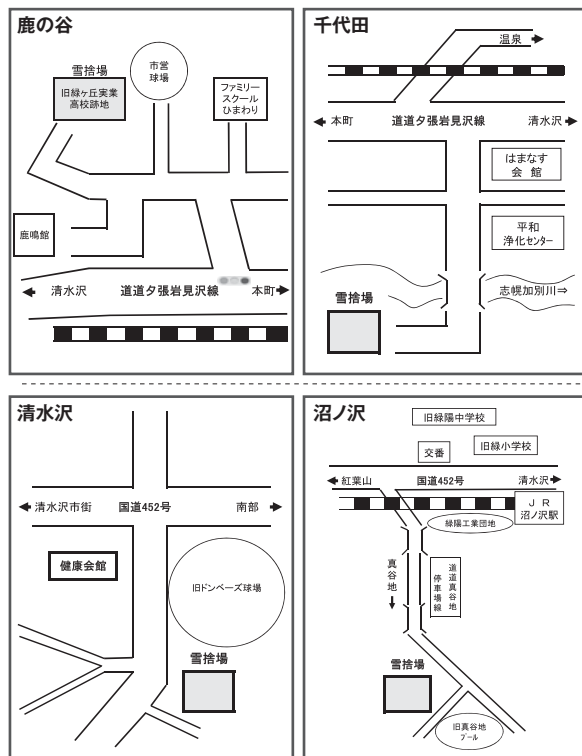 鹿の谷
雪捨場
旧緑ヶ丘実業
高校跡地
市営
球場
ファミリー
スクール
ひまわり
鹿鳴館
清水沢
道道夕張岩見沢線
本町
千代田
温泉
本町
道道夕張岩見沢線
清水沢
はまなす
会館
平和
浄化センター
志幌加別川⇒
雪捨場
清水沢
清水沢市街
国道452号
南部
健康会館
旧ドンベーズ球場
雪捨場
沼ノ沢
旧緑陽中学校
交番
旧緑小学校
紅葉山
国道452号
清水沢
ＪＲ
沼ノ沢駅
緑陽工業団地
真谷地
道道真谷地
停車場線
雪捨場
旧真谷地
プール